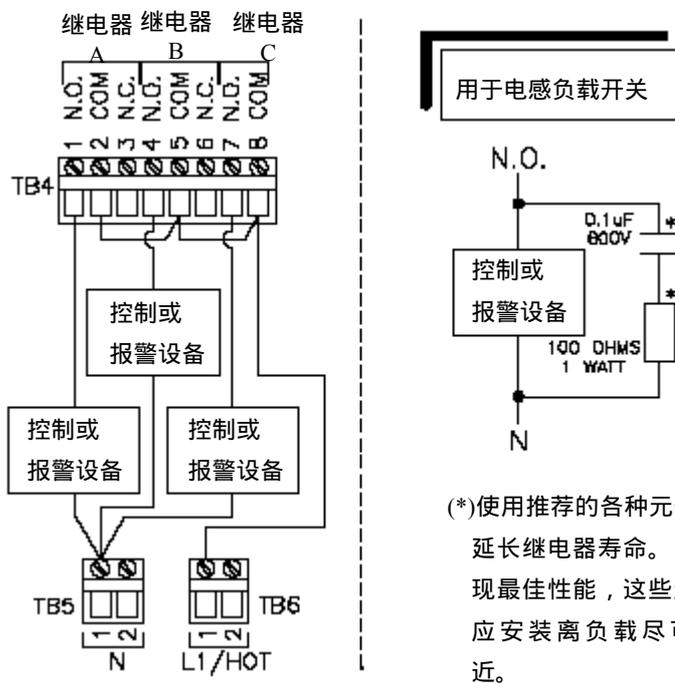 继电器 继电器 继电器
A B C
N.O. COM N.C. N.O. COM N.C. N.O. COM
1 2 3 4 5 6 7 8
TB4
控制或
报警设备
控制或
报警设备
控制或
报警设备
TB5
1 2
N
TB6
1 2
L1/HOT
用于电感负载开关
N.O.
0.1uF *
600V
控制或
报警设备
*
100 OHMS
1 WATT
N
(*)使用推荐的各种元
延长继电器寿命。
现最佳性能，这些
应安装离负载尽
近。